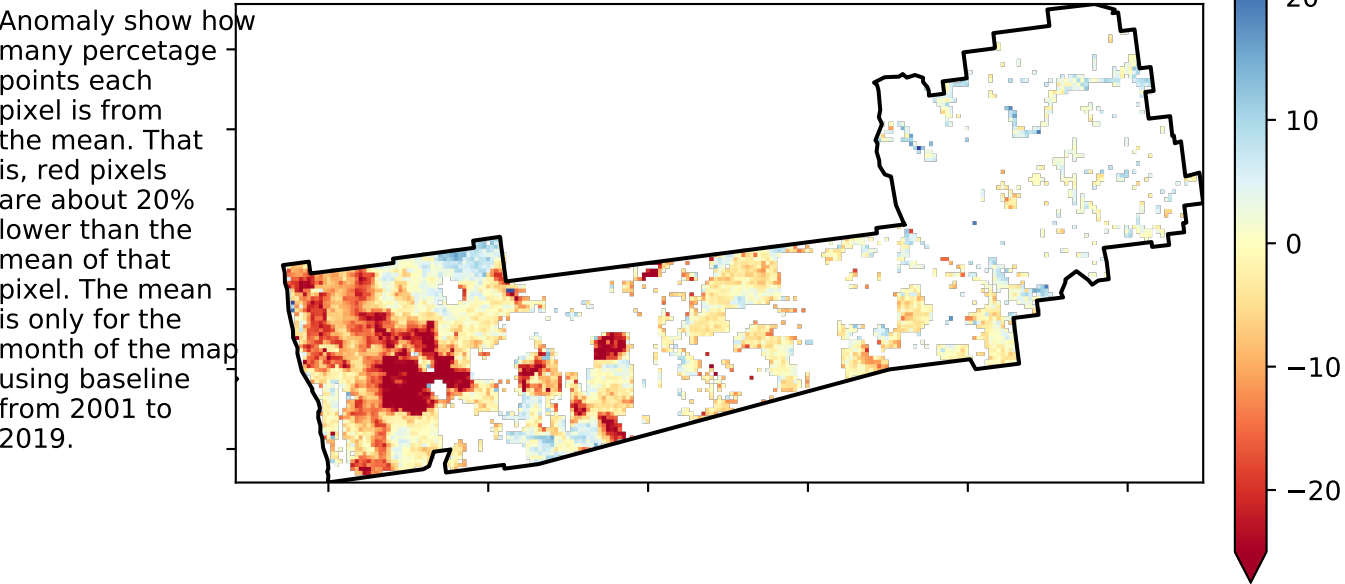 Anomaly show how
many percetage
points each
pixel is from
the mean. That
is, red pixels
are about 20%
lower than the
mean of that
pixel. The mean
is only for the
month of the map
using baseline
from 2001 to
2019.
20
10
0
−10
−20